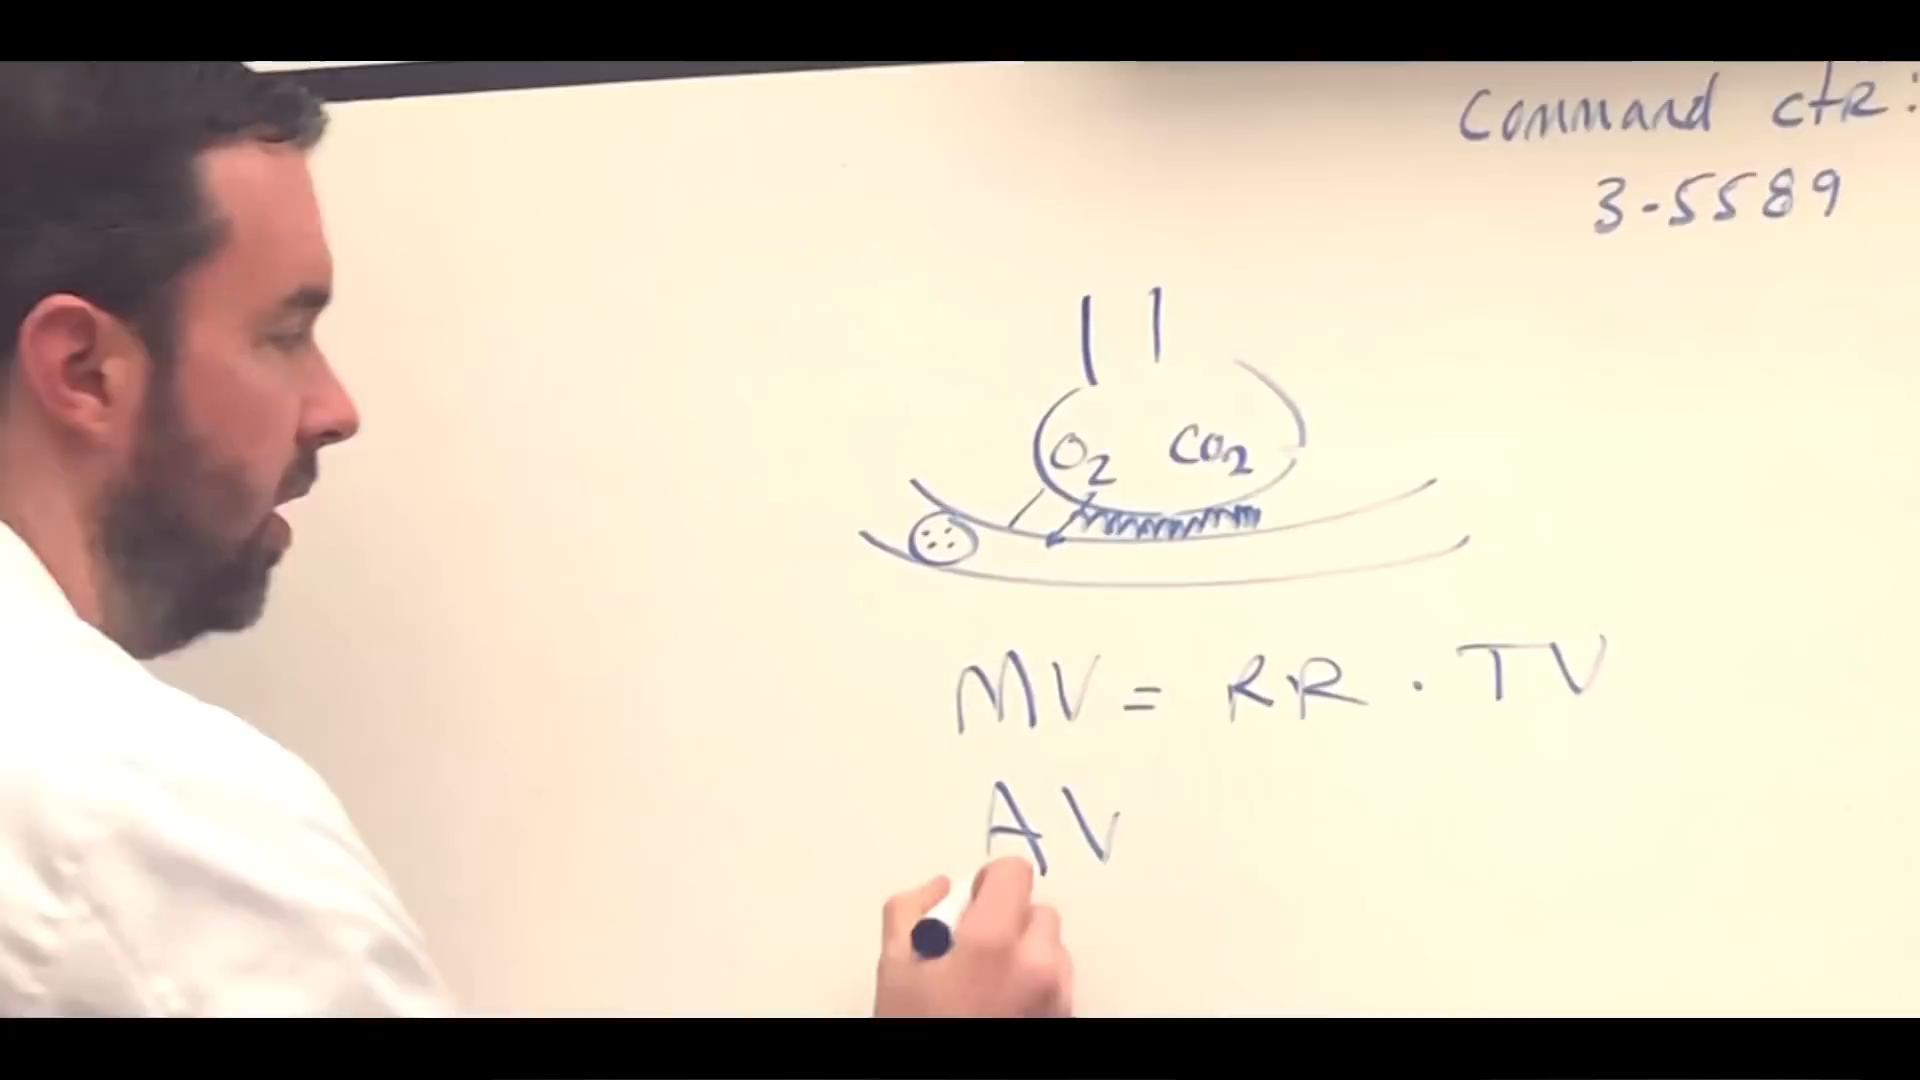 Command ctR:
3-5589
O2 CO2
MV = RR · TV
AV